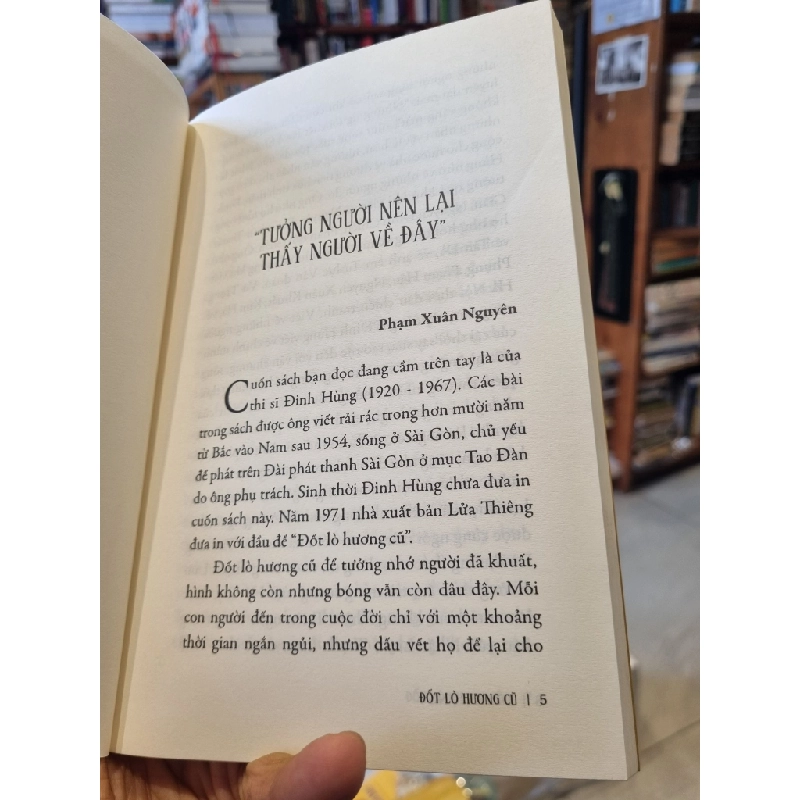 “TƯỞNG NGƯỜI NÊN LẠI
THẤY NGƯỜI VỀ ĐÂY”
Phạm Xuân Nguyên
Cuốn sách bạn đọc đang cầm trên tay là của
thi sĩ Đinh Hùng (1920 - 1967). Các bài
trong sách được ông viết rải rác trong hơn mười năm
từ Bắc vào Nam sau 1954, sống ở Sài Gòn, chủ yếu
để phát trên Đài phát thanh Sài Gòn ở mục Tao Đàn
do ông phụ trách. Sinh thời Đinh Hùng chưa đưa in
cuốn sách này. Năm 1971 nhà xuất bản Lửa Thiêng
đưa in với đầu đề “Đốt lò hương cũ”.
Đốt lò hương cũ để tưởng nhớ người đã khuất,
hình không còn nhưng bóng vẫn còn đâu đây. Mỗi
con người đến trong cuộc đời chỉ với một khoảng
thời gian ngắn ngủi, nhưng dấu vết họ để lại cho
ĐỐT LÒ HƯƠNG CŨ | 5